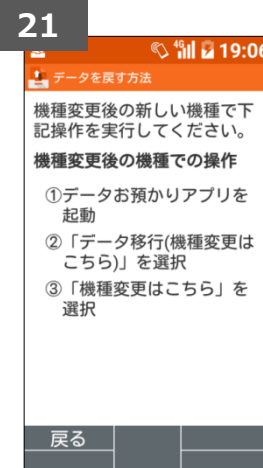 21
4G 19:06
データを戻す方法
機種変更後の新しい機種で下
記操作を実行してください。
機種変更後の機種での操作
①データお預かりアプリを
起動
②「データ移行(機種変更は
こちら)」を選択
③「機種変更はこちら」を
選択
戻る